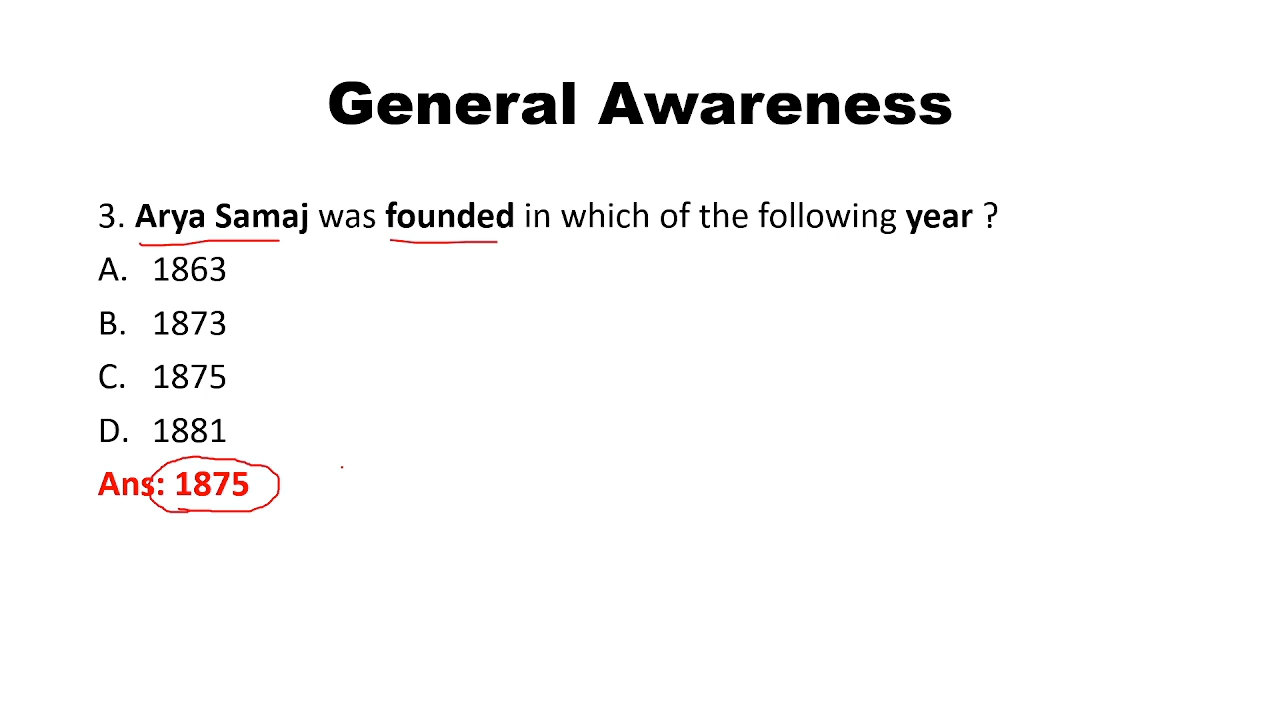 General Awareness
3. Arya Samaj was founded in which of the following year ?
A. 1863
B. 1873
C. 1875
D. 1881
Ans: 1875